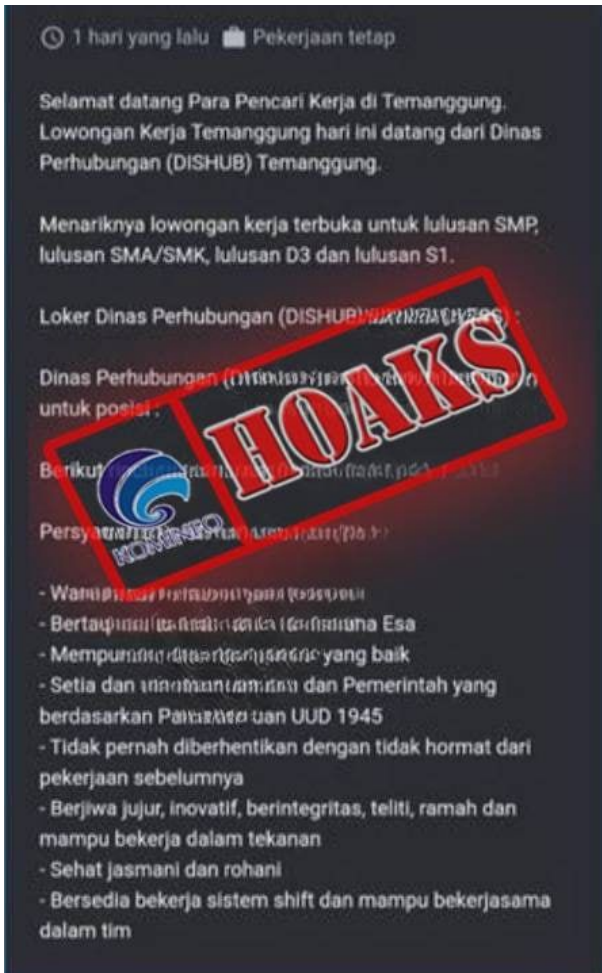 1 hari yang lalu Pekerjaan tetap
Selamat datang Para Pencari Kerja di Temanggung.
Lowongan Kerja Temanggung hari ini datang dari Dinas
Perhubungan (DISHUB) Temanggung.
Menariknya lowongan kerja terbuka untuk lulusan SMP,
lulusan SMA/SMK, lulusan D3 dan lulusan S1.
Loker Dinas Perhubungan (DISHUB)
Dinas Perhubungan
untuk posisi :
Berikut
HOAKS
KOMINFO
- Bertaqwa Esa
- Mempunyai yang baik
- Setia dan dan Pemerintah yang
berdasarkan UUD 1945
- Tidak pernah diberhentikan dengan tidak hormat dari
pekerjaan sebelumnya
- Berjiwa jujur, inovatif, berintegritas, teliti, ramah dan
mampu bekerja dalam tekanan
- Sehat jasmani dan rohani
- Bersedia bekerja sistem shift dan mampu bekerjasama
dalam tim